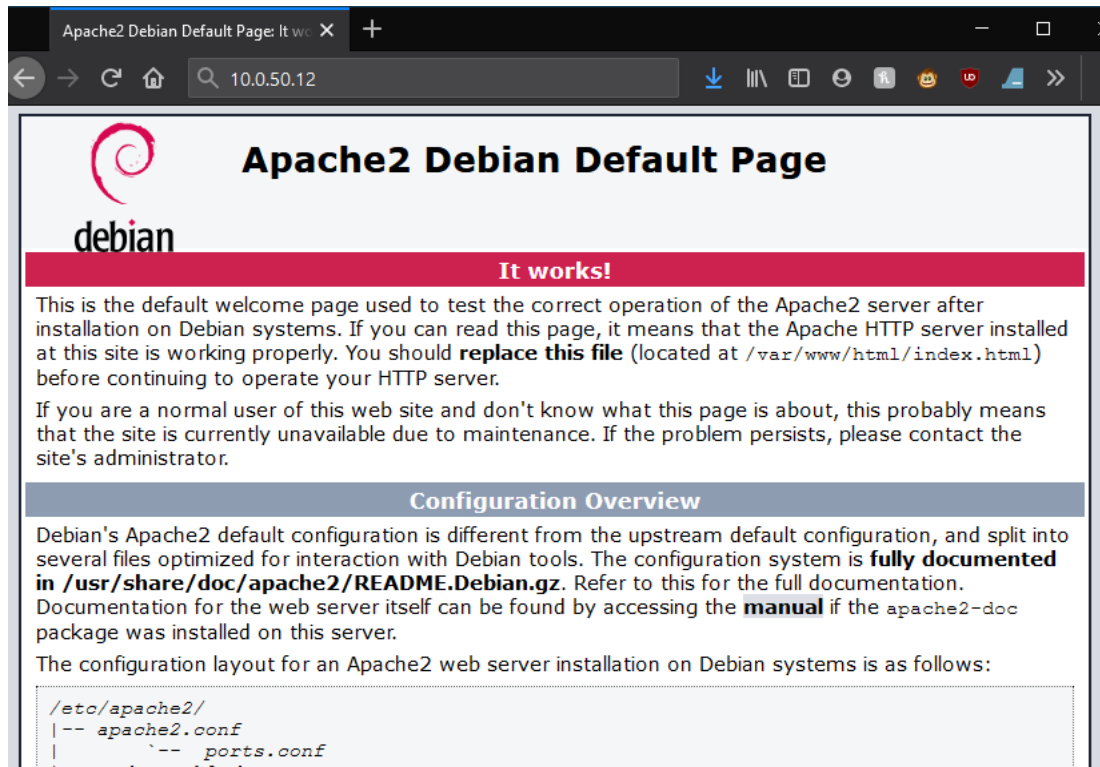 Apache2 Debian Default Page: It wo
10.0.50.12
debian
Apache2 Debian Default Page
It works!
This is the default welcome page used to test the correct operation of the Apache2 server after
installation on Debian systems. If you can read this page, it means that the Apache HTTP server installed
at this site is working properly. You should replace this file (located at /var/www/html/index.html)
before continuing to operate your HTTP server.
If you are a normal user of this web site and don't know what this page is about, this probably means
that the site is currently unavailable due to maintenance. If the problem persists, please contact the
site's administrator.
Configuration Overview
Debian's Apache2 default configuration is different from the upstream default configuration, and split into
several files optimized for interaction with Debian tools. The configuration system is fully documented
in /usr/share/doc/apache2/README.Debian.gz. Refer to this for the full documentation.
Documentation for the web server itself can be found by accessing the manual if the apache2-doc
package was installed on this server.
The configuration layout for an Apache2 web server installation on Debian systems is as follows:
/etc/apache2/
|-- apache2.conf
|       `--  ports.conf